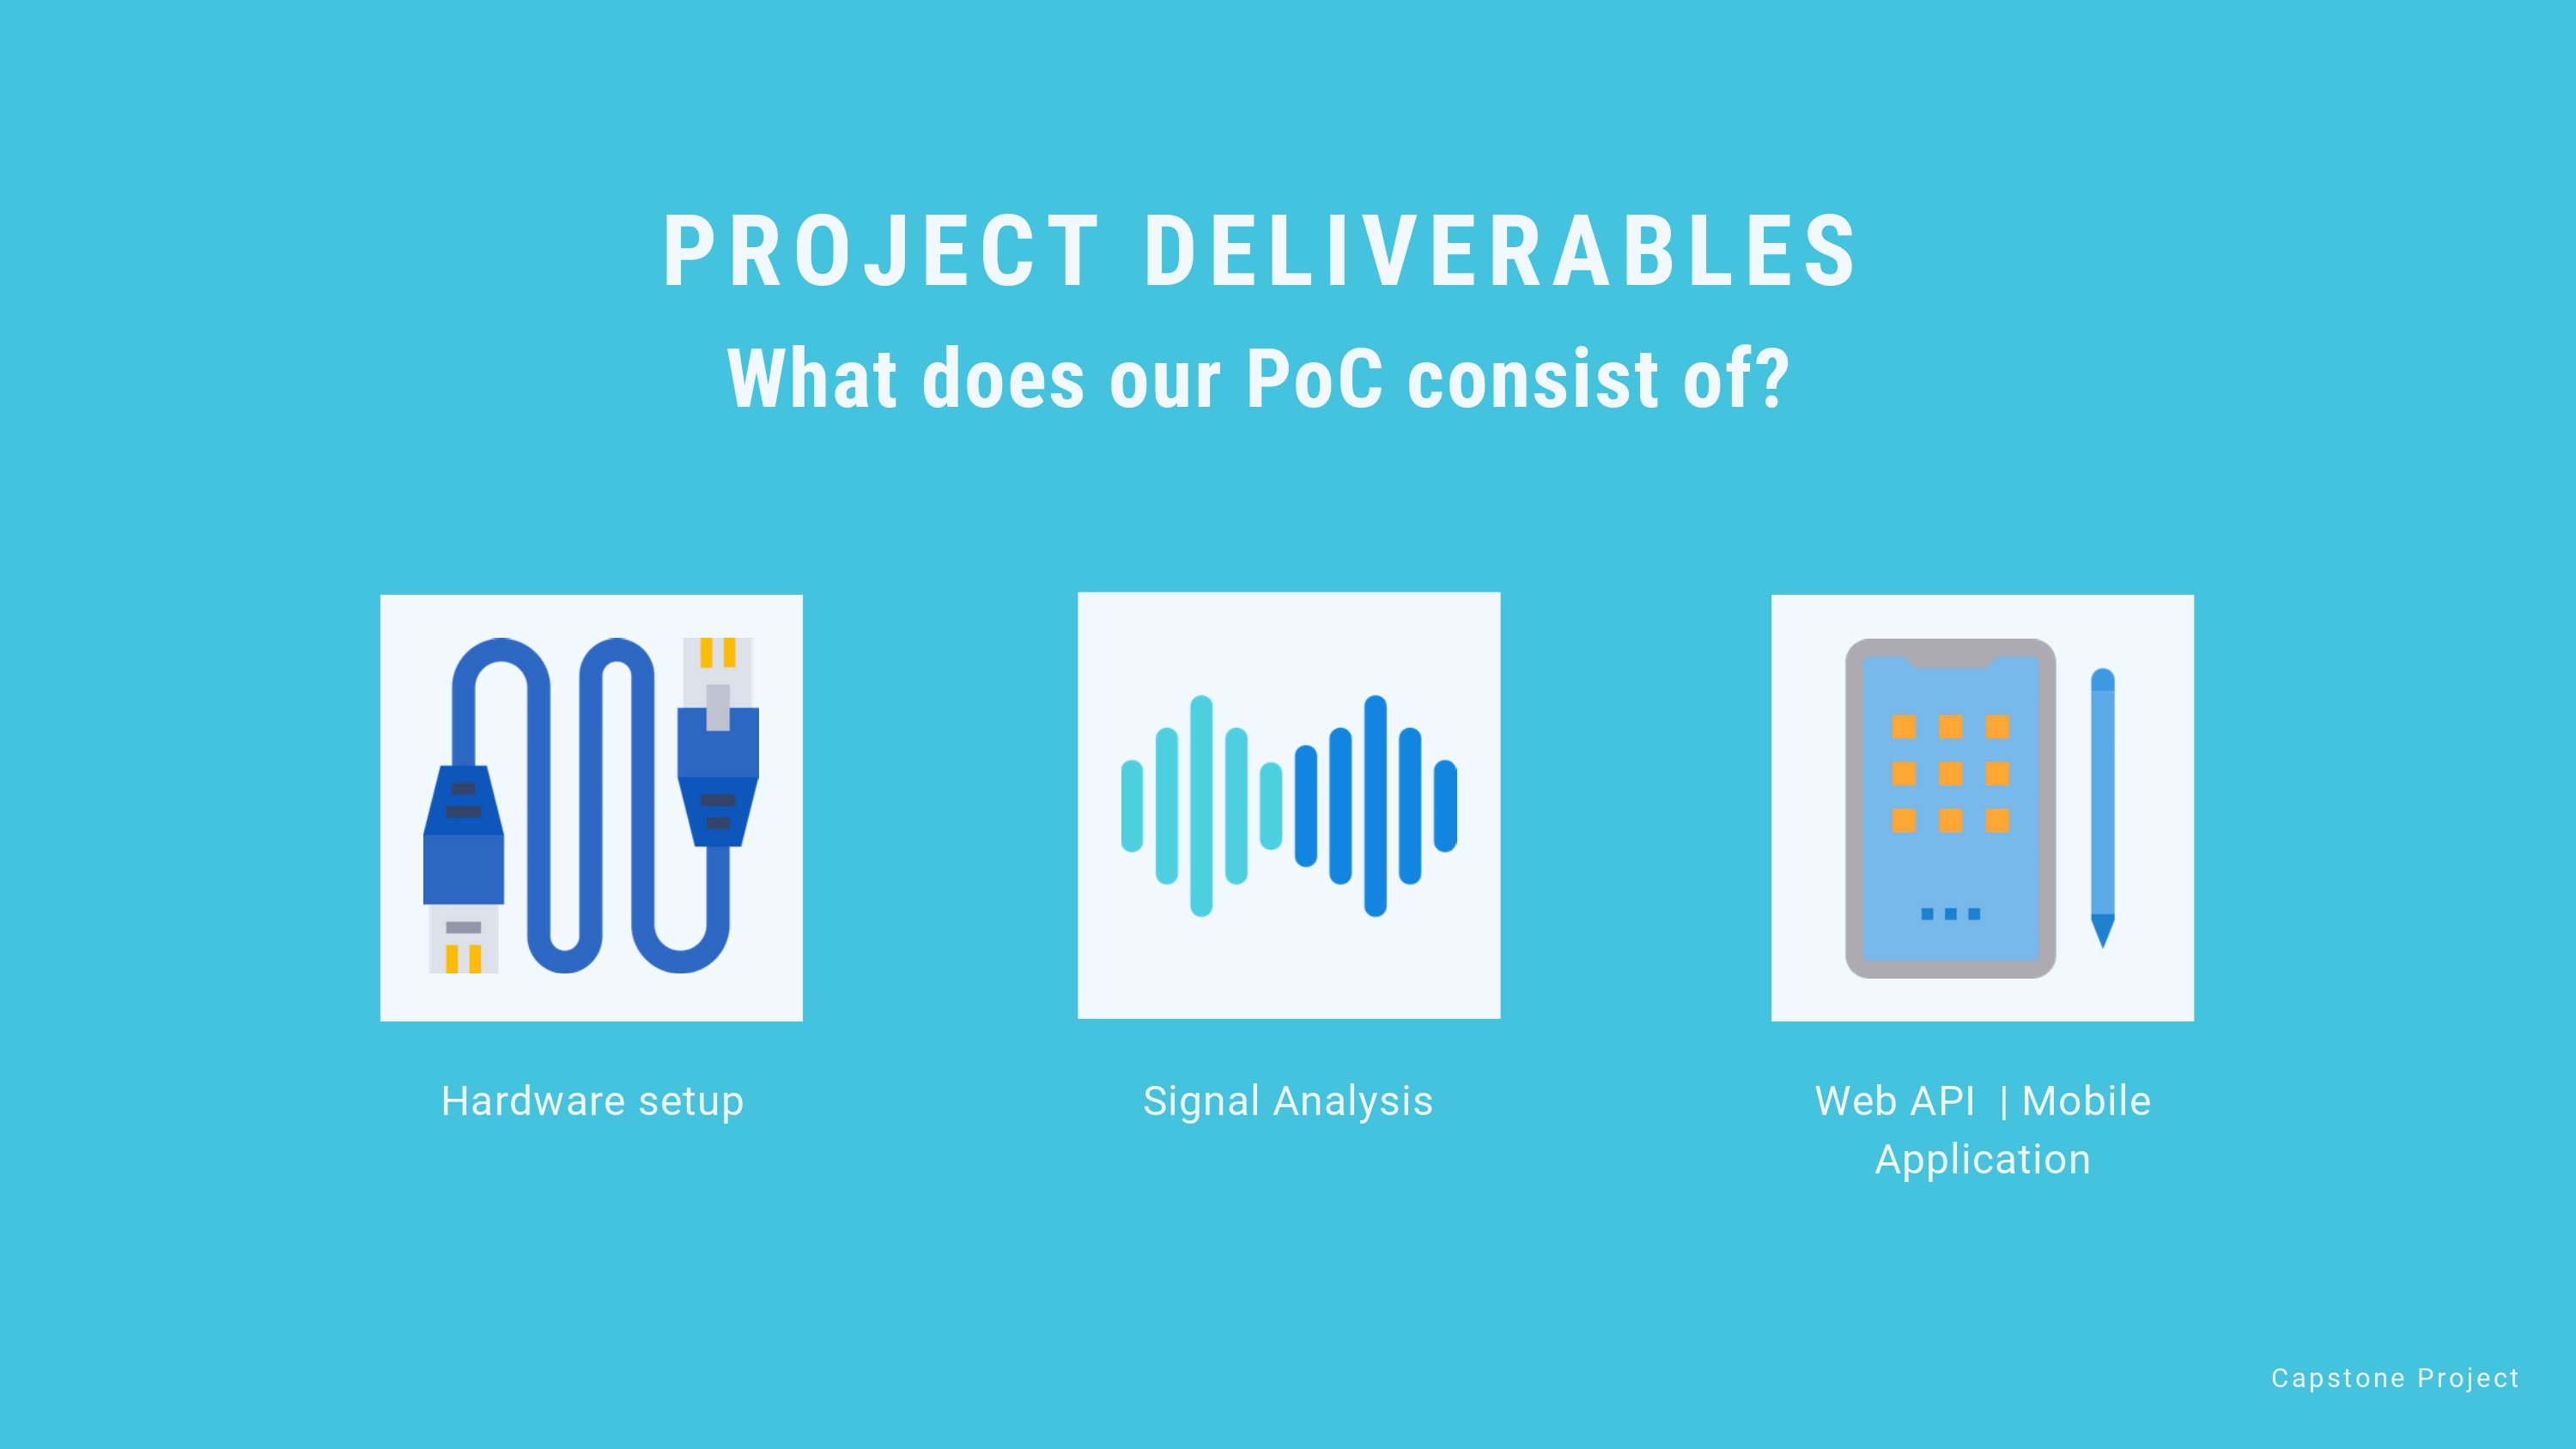 PROJECT DELIVERABLES
What does our PoC consist of?
Hardware setup
Signal Analysis
Web API | Mobile
Application
Capstone Project